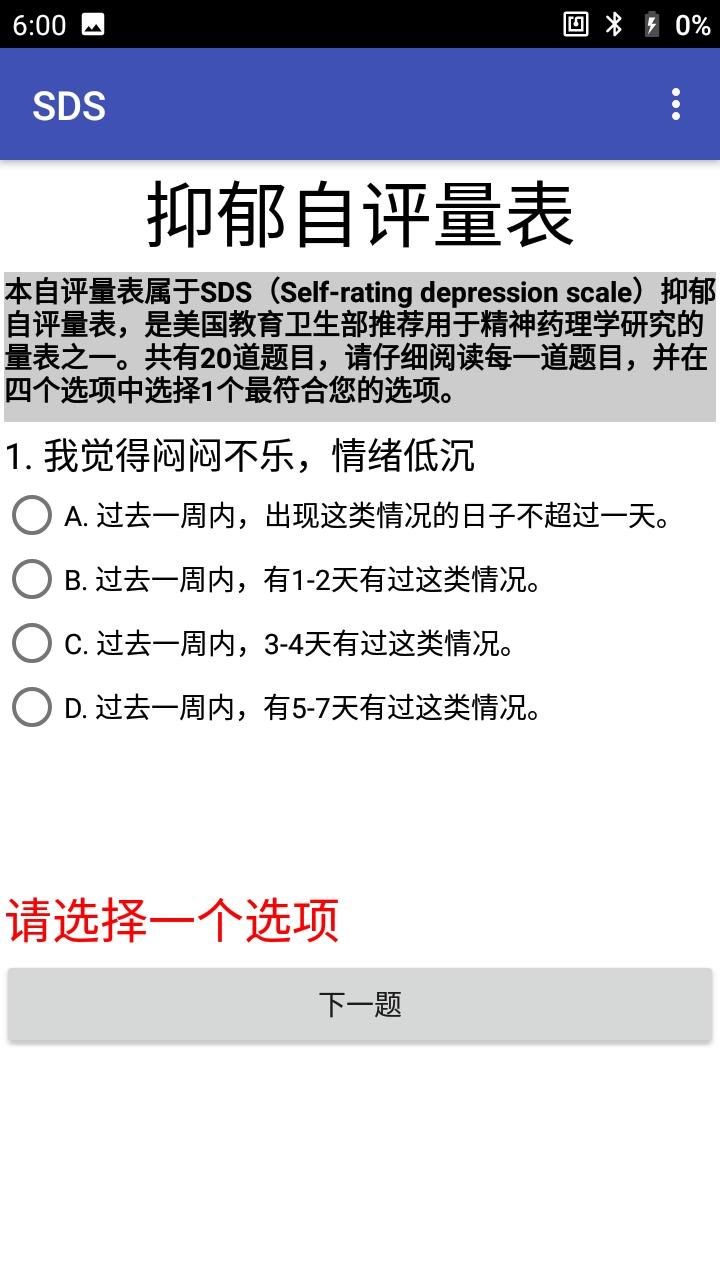 6:00 0%
SDS
抑郁自评量表
本自评量表属于SDS（Self-rating depression scale）抑郁
自评量表，是美国教育卫生部推荐用于精神药理学研究的
量表之一。共有20道题目，请仔细阅读每一道题目，并在
四个选项中选择1个最符合您的选项。
1. 我觉得闷闷不乐，情绪低沉
A. 过去一周内，出现这类情况的日子不超过一天。
B. 过去一周内，有1-2天有过这类情况。
C. 过去一周内，3-4天有过这类情况。
D. 过去一周内，有5-7天有过这类情况。
请选择一个选项
下一题